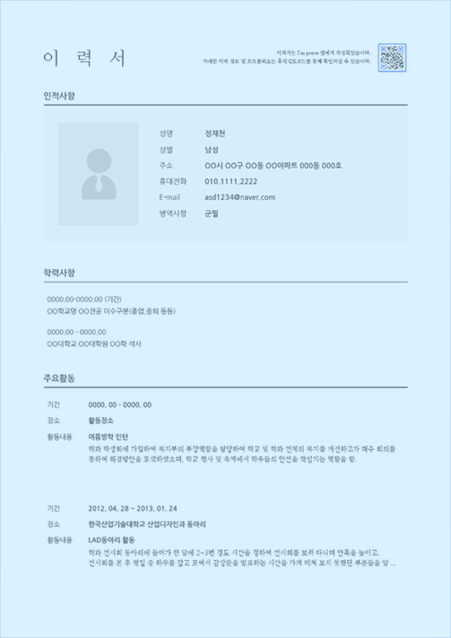 이 력 서
이력서는 I'm prove 앱에서 작성되었습니다.
자세한 이력 정보 및 포트폴리오는 우측 QR코드를 통해 확인하실 수 있습니다.
인적사항
성명 정재천
성별 남성
주소 OO시 OO구 OO동 OO아파트 000동 000호
휴대전화 010.1111.2222
E-mail asd1234@naver.com
병역사항 군필
학력사항
0000.00-0000.00 (기간)
OO학교명 OO전공 이수구분(졸업,중퇴 등등)
0000.00 - 0000.00
OO대학교 OO대학원 OO학 석사
주요활동
기간 0000. 00 - 0000. 00
장소 활동장소
활동내용 여름방학 인턴
학과 학생회에 가입하여 복지부의 부장역할을 담당하여 학교 및 학과 전체의 복지를 개선하고자 매주 회의를
통하여 해결방안을 모색하였으며, 학교 행사 및 축제에서 학우들의 안전을 책임지는 역할을 함.
기간 2012. 04. 28 ~ 2013. 01. 24
장소 한국산업기술대학교 산업디자인과 동아리
활동내용 LAD동아리 활동
학과 전시회 동아리에 들어가 한 달에 2~3번 정도 시간을 정하여 전시회를 보러 다니며 안목을 높이고,
전시회를 본 후 평일 중 하루를 잡고 모여서 감상문을 발표하는 시간을 가져 미처 보지 못했던 부분들을 알 ...